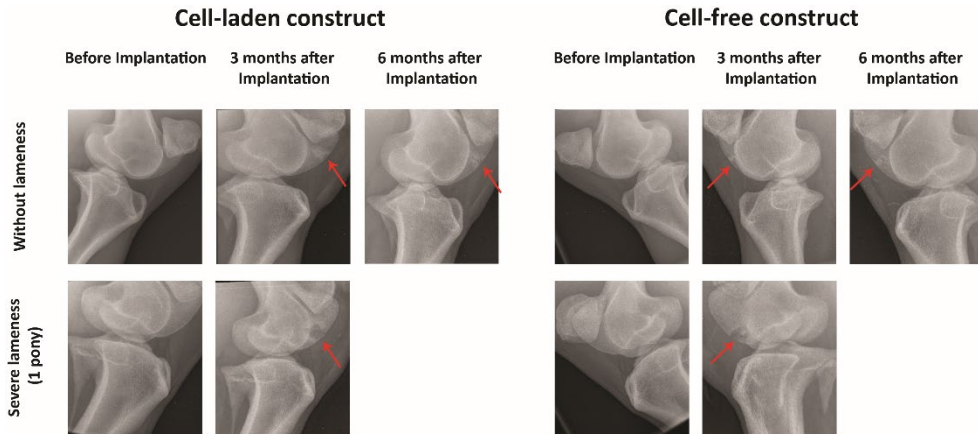 Cell-laden construct
Cell-free construct
Before Implantation
3 months after
Implantation
6 months after
Implantation
Before Implantation
3 months after
Implantation
6 months after
Implantation
Without lameness
Severe lameness
(1 pony)